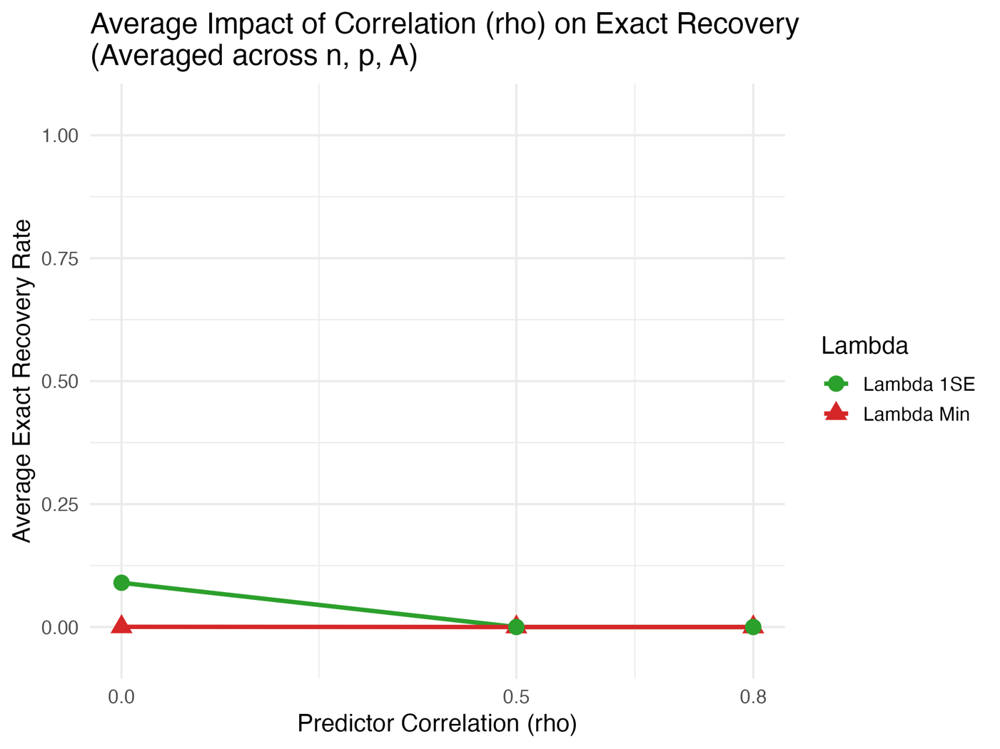 Average Impact of Correlation (rho) on Exact Recovery
(Averaged across n, p, A)
Average Exact Recovery Rate
1.00
0.75
0.50
0.25
0.00
0.0
0.5
0.8
Predictor Correlation (rho)
Lambda
Lambda 1SE
Lambda Min